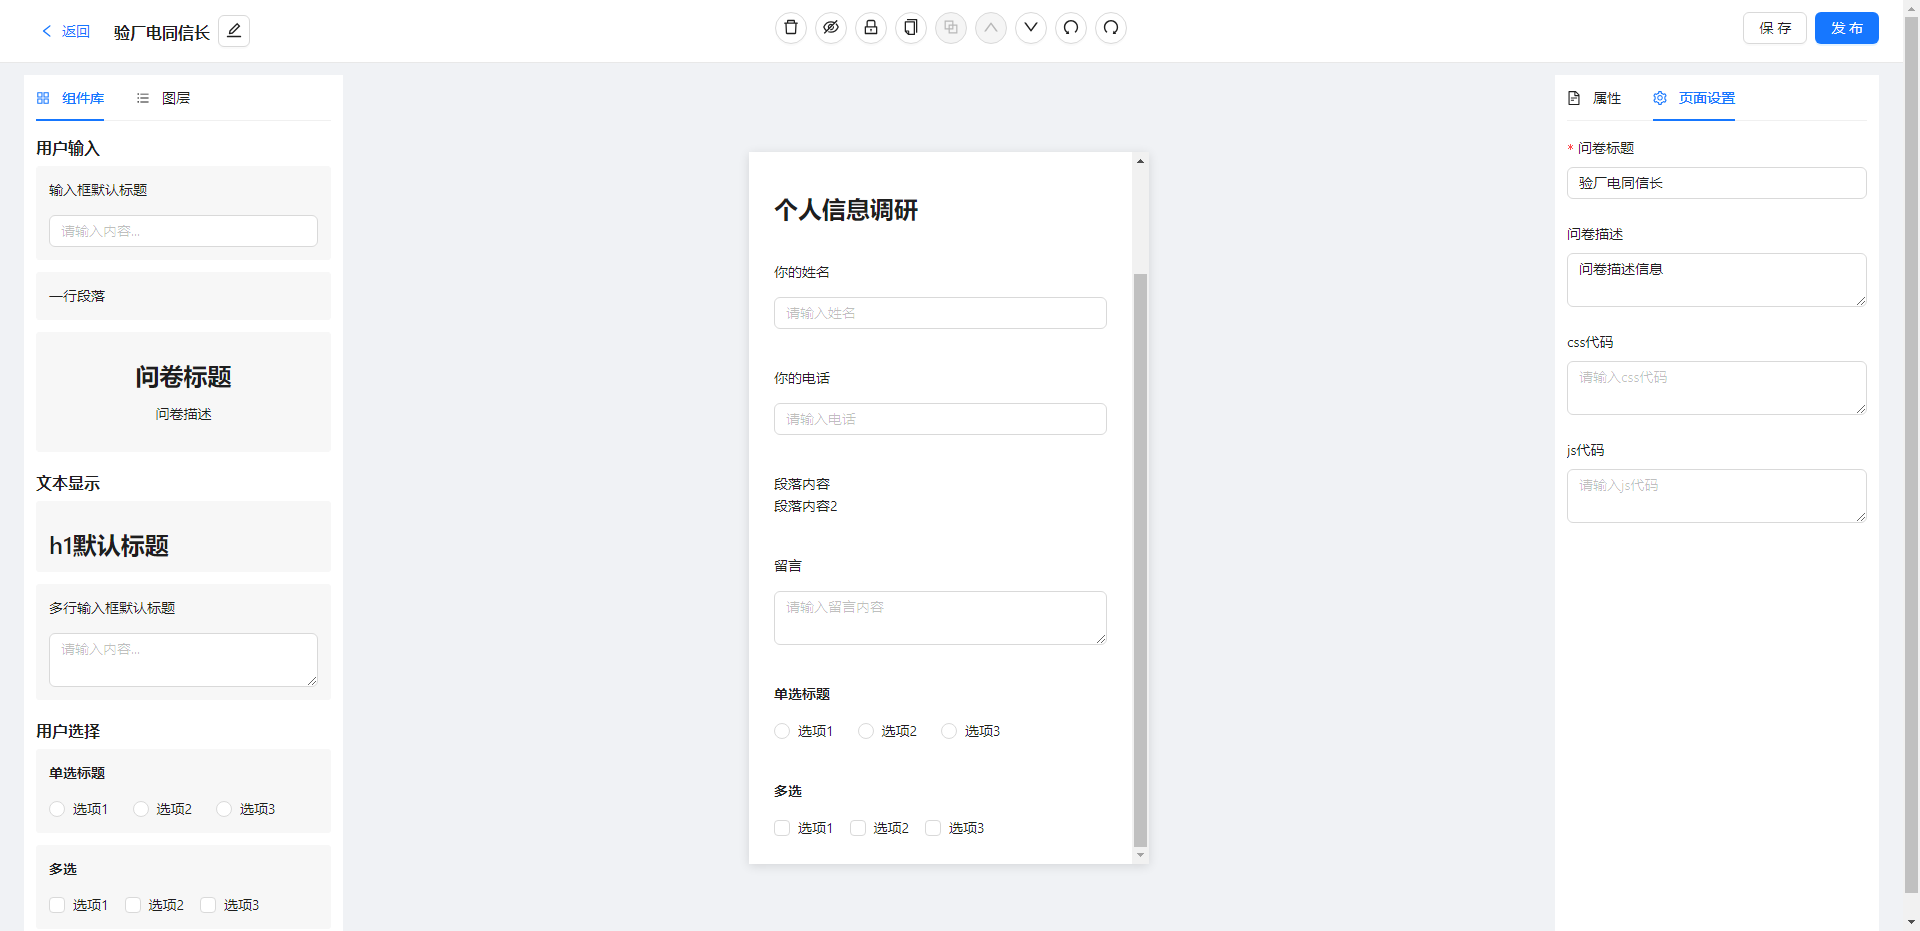 返回
验厂电同信长
保 存
发 布
组件库
图层
用户输入
输入框默认标题
请输入内容...
一行段落
问卷标题
问卷描述
文本显示
h1默认标题
多行输入框默认标题
请输入内容...
用户选择
单选标题
选项1 选项2 选项3
多选
选项1 选项2 选项3
个人信息调研
你的姓名
请输入姓名
你的电话
请输入电话
段落内容
段落内容2
留言
请输入留言内容
单选标题
选项1 选项2 选项3
多选
选项1 选项2 选项3
属性
页面设置
* 问卷标题
验厂电同信长
问卷描述
问卷描述信息
css代码
请输入css代码
js代码
请输入js代码